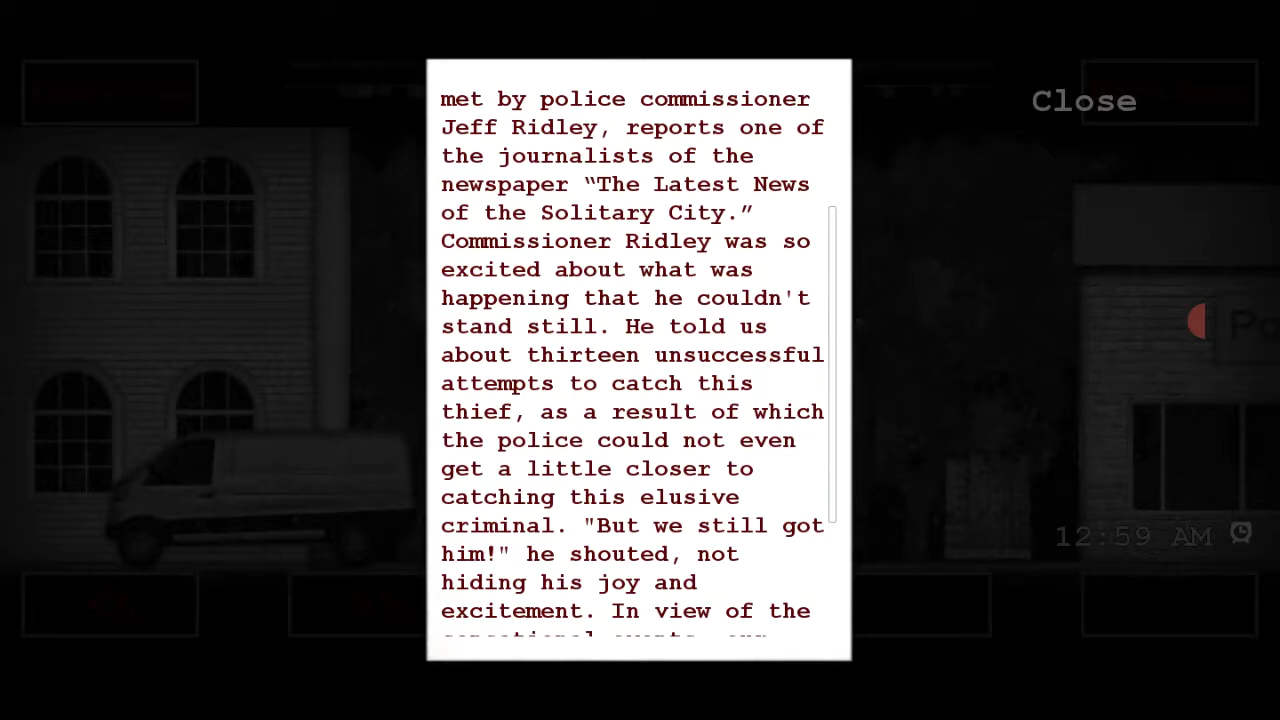 met by police commissioner
Close
Jeff Ridley, reports one of
the journalists of the
newspaper “The Latest News
of the Solitary City.”
Commissioner Ridley was so
excited about what was
happening that he couldn't
stand still. He told us
about thirteen unsuccessful
attempts to catch this
thief, as a result of which
the police could not even
get a little closer to
catching this elusive
criminal. "But we still got
him!" he shouted, not
hiding his joy and
excitement. In view of the
12:59 AM